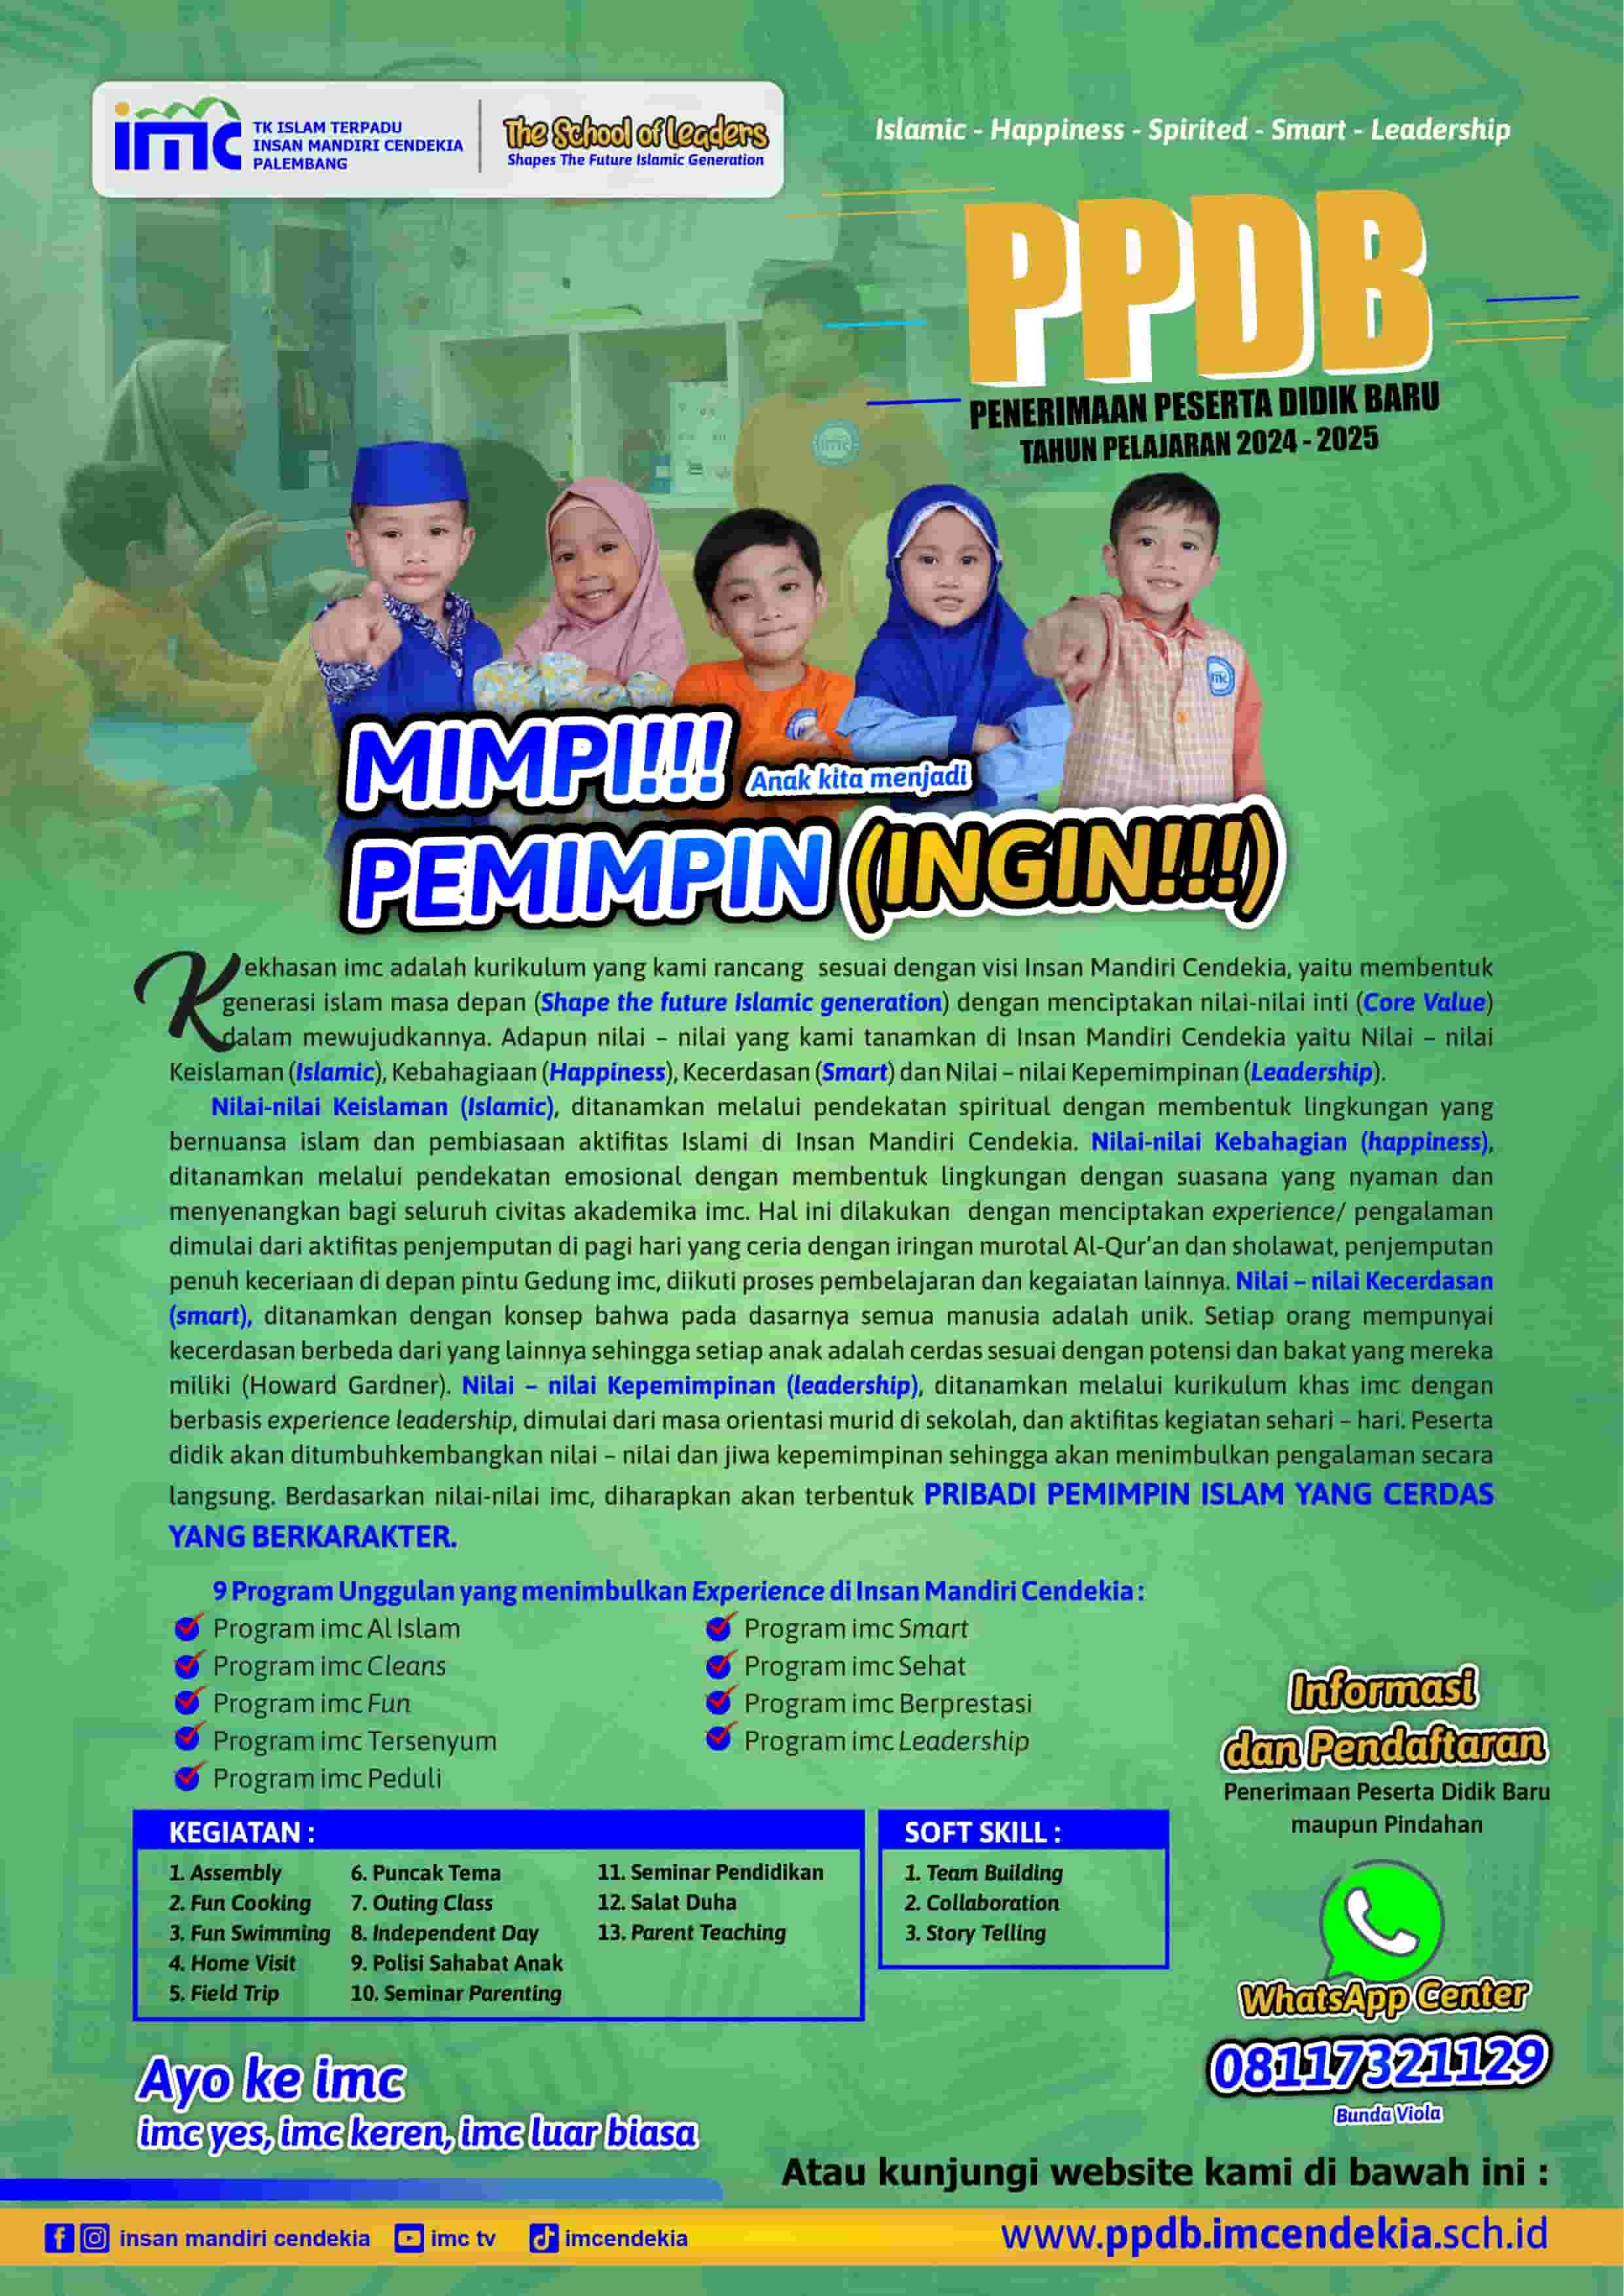 imc
TK ISLAM TERPADU
INSAN MANDIRI CENDEKIA
PALEMBANG
The School of Leaders
Shapes The Future Islamic Generation
Islamic - Happiness - Spirited - Smart - Leadership
PPDB
PENERIMAAN PESERTA DIDIK BARU
TAHUN PELAJARAN 2024 - 2025
MIMPI!!! Anak kita menjadi
PEMIMPIN (INGIN!!!)
Kekhasan imc adalah kurikulum yang kami rancang sesuai dengan visi Insan Mandiri Cendekia, yaitu membentuk
generasi islam masa depan (Shape the future Islamic generation) dengan menciptakan nilai-nilai inti (Core Value)
dalam mewujudkannya. Adapun nilai – nilai yang kami tanamkan di Insan Mandiri Cendekia yaitu Nilai – nilai
Keislaman (Islamic), Kebahagiaan (Happiness), Kecerdasan (Smart) dan Nilai – nilai Kepemimpinan (Leadership).
Nilai-nilai Keislaman (Islamic), ditanamkan melalui pendekatan spiritual dengan membentuk lingkungan yang
bernuansa islam dan pembiasaan aktifitas Islami di Insan Mandiri Cendekia. Nilai-nilai Kebahagian (happiness),
ditanamkan melalui pendekatan emosional dengan membentuk lingkungan dengan suasana yang nyaman dan
menyenangkan bagi seluruh civitas akademika imc. Hal ini dilakukan dengan menciptakan experience/ pengalaman
dimulai dari aktifitas penjemputan di pagi hari yang ceria dengan iringan murotal Al-Qur'an dan sholawat, penjemputan
penuh keceriaan di depan pintu Gedung imc, diikuti proses pembelajaran dan kegaiatan lainnya. Nilai – nilai Kecerdasan
(smart), ditanamkan dengan konsep bahwa pada dasarnya semua manusia adalah unik. Setiap orang mempunyai
kecerdasan berbeda dari yang lainnya sehingga setiap anak adalah cerdas sesuai dengan potensi dan bakat yang mereka
miliki (Howard Gardner). Nilai – nilai Kepemimpinan (leadership), ditanamkan melalui kurikulum khas imc dengan
berbasis experience leadership, dimulai dari masa orientasi murid di sekolah, dan aktifitas kegiatan sehari – hari. Peserta
didik akan ditumbuhkembangkan nilai – nilai dan jiwa kepemimpinan sehingga akan menimbulkan pengalaman secara
langsung. Berdasarkan nilai-nilai imc, diharapkan akan terbentuk PRIBADI PEMIMPIN ISLAM YANG CERDAS
YANG BERKARAKTER.
9 Program Unggulan yang menimbulkan Experience di Insan Mandiri Cendekia :
Program imc Al Islam
Program imc Cleans
Program imc Fun
Program imc Tersenyum
Program imc Peduli
Program imc Smart
Program imc Sehat
Program imc Berprestasi
Program imc Leadership
KEGIATAN :
1. Assembly
2. Fun Cooking
3. Fun Swimming
4. Home Visit
5. Field Trip
6. Puncak Tema
7. Outing Class
8. Independent Day
9. Polisi Sahabat Anak
10. Seminar Parenting
11. Seminar Pendidikan
12. Salat Duha
13. Parent Teaching
SOFT SKILL :
1. Team Building
2. Collaboration
3. Story Telling
Informasi
dan Pendaftaran
Penerimaan Peserta Didik Baru
maupun Pindahan
WhatsApp Center
08117321129
Bunda Viola
Ayo ke imc
imc yes, imc keren, imc luar biasa
Atau kunjungi website kami di bawah ini :
insan mandiri cendekia imc tv imcendekia
www.ppdb.imcendekia.sch.id